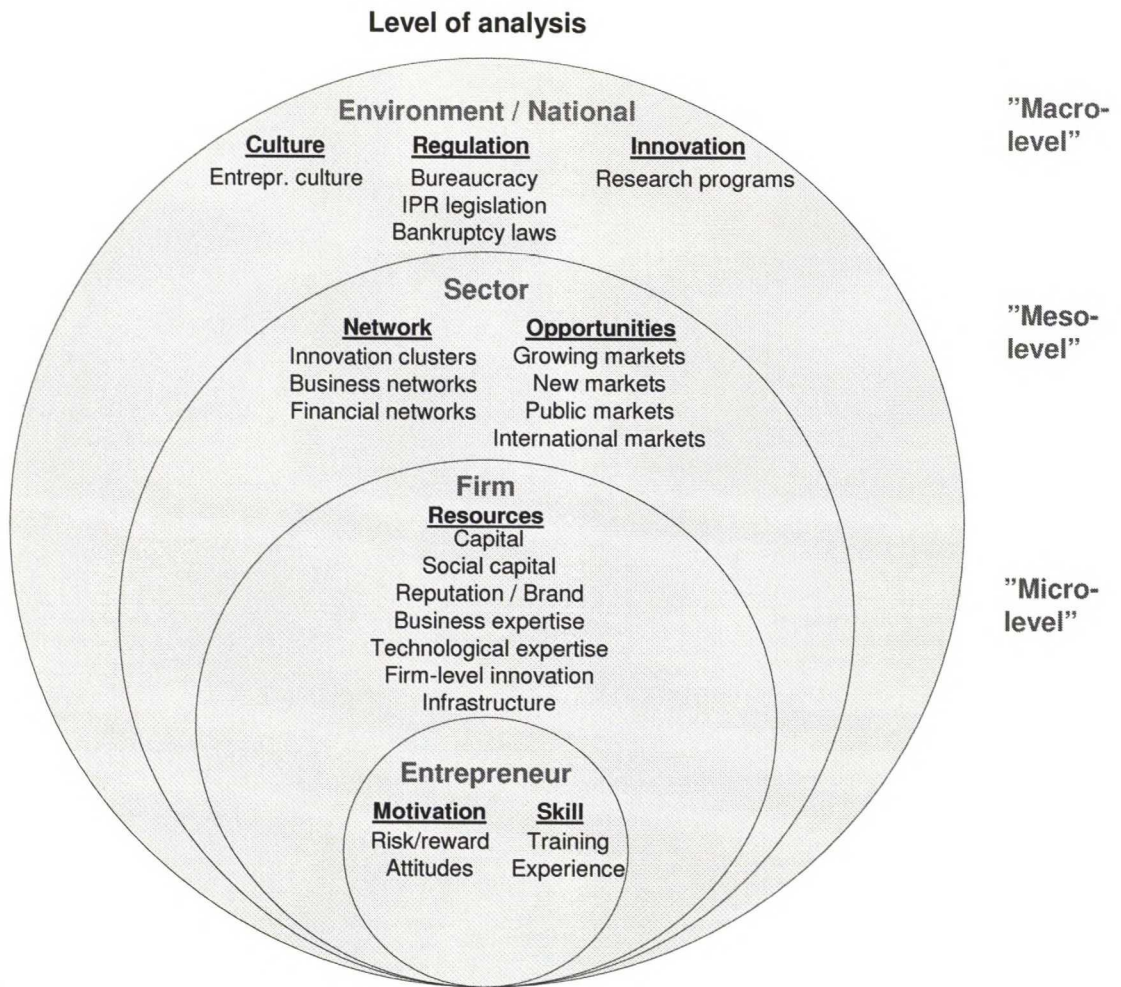 Level of analysis
Environment / National
"Macro-
level"
Culture
Entrepr. culture
Regulation
Bureaucracy
IPR legislation
Bankruptcy laws
Innovation
Research programs
Sector
"Meso-
level"
Network
Innovation clusters
Business networks
Financial networks
Opportunities
Growing markets
New markets
Public markets
International markets
Firm
Resources
Capital
Social capital
Reputation / Brand
Business expertise
Technological expertise
Firm-level innovation
Infrastructure
"Micro-
level"
Entrepreneur
Motivation
Risk/reward
Attitudes
Skill
Training
Experience